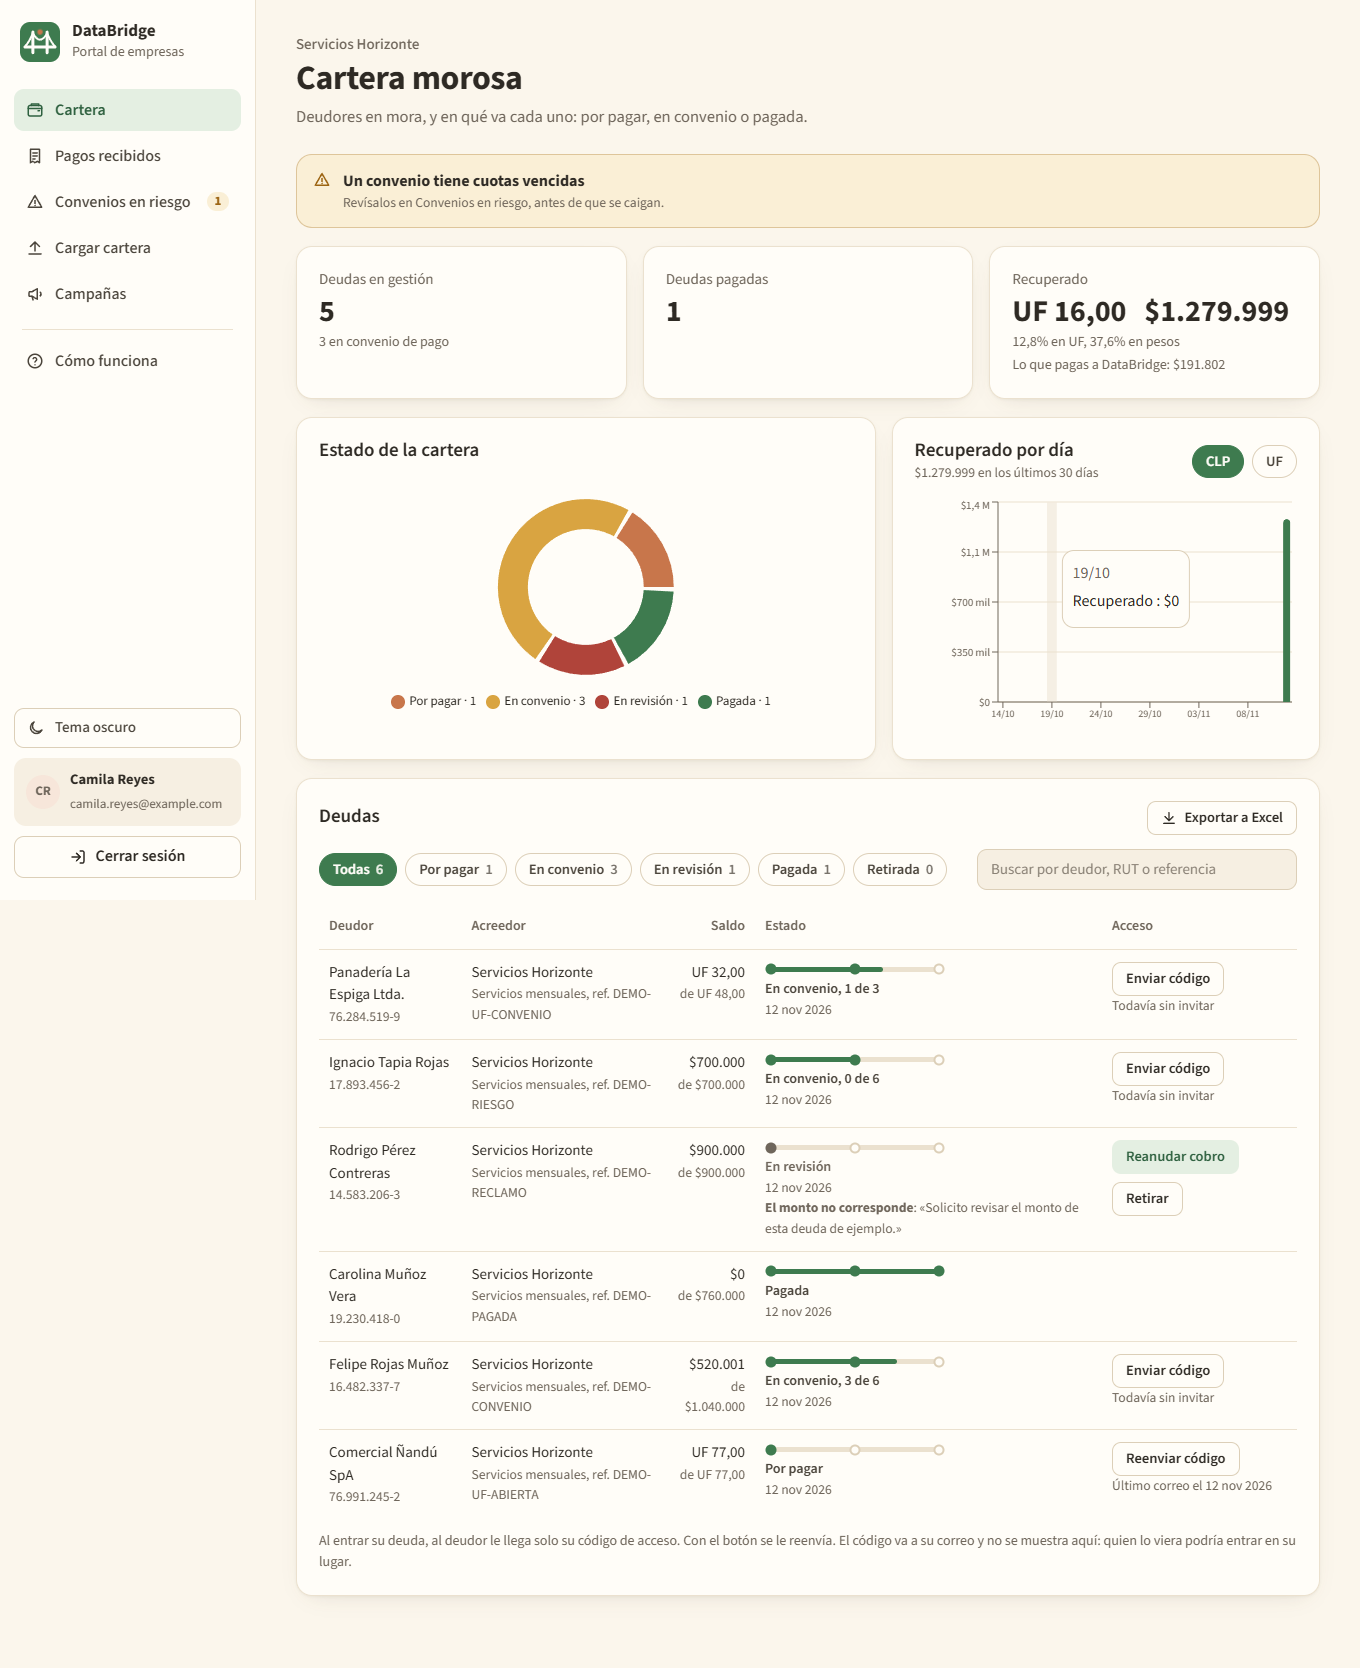 DataBridge
Portal de empresas
Cartera
Pagos recibidos
Convenios en riesgo 1
Cargar cartera
Campañas
Cómo funciona
Tema oscuro
CR
Camila Reyes
camila.reyes@example.com
Cerrar sesión
Servicios Horizonte
Cartera morosa
Deudores en mora, y en qué va cada uno: por pagar, en convenio o pagada.
Un convenio tiene cuotas vencidas
Revísalos en Convenios en riesgo, antes de que se caigan.
Deudas en gestión
5
3 en convenio de pago
Deudas pagadas
1
Recuperado
UF 16,00 $1.279.999
12,8% en UF, 37,6% en pesos
Lo que pagas a DataBridge: $191.802
Estado de la cartera
Por pagar · 1 En convenio · 3 En revisión · 1 Pagada · 1
Recuperado por día
$1.279.999 en los últimos 30 días
CLP UF
$1,4 M
$1,1 M
$700 mil
$350 mil
$0
19/10
Recuperado : $0
14/10 19/10 24/10 29/10 03/11 08/11
Deudas
Exportar a Excel
Todas 6 Por pagar 1 En convenio 3 En revisión 1 Pagada 1 Retirada 0
Buscar por deudor, RUT o referencia
Deudor Acreedor Saldo Estado Acceso
Panadería La
Espiga Ltda.
76.284.519-9
Servicios Horizonte
Servicios mensuales, ref. DEMO-
UF-CONVENIO
UF 32,00
de UF 48,00
En convenio, 1 de 3
12 nov 2026
Enviar código
Todavía sin invitar
Ignacio Tapia Rojas
17.893.456-2
Servicios Horizonte
Servicios mensuales, ref. DEMO-
RIESGO
$700.000
de $700.000
En convenio, 0 de 6
12 nov 2026
Enviar código
Todavía sin invitar
Rodrigo Pérez
Contreras
14.583.206-3
Servicios Horizonte
Servicios mensuales, ref. DEMO-
RECLAMO
$900.000
de $900.000
En revisión
12 nov 2026
El monto no corresponde: «Solicito revisar el monto de
esta deuda de ejemplo.»
Reanudar cobro
Retirar
Carolina Muñoz
Vera
19.230.418-0
Servicios Horizonte
Servicios mensuales, ref. DEMO-
PAGADA
$0
de $760.000
Pagada
12 nov 2026
Felipe Rojas Muñoz
16.482.337-7
Servicios Horizonte
Servicios mensuales, ref. DEMO-
CONVENIO
$520.001
de
$1.040.000
En convenio, 3 de 6
12 nov 2026
Enviar código
Todavía sin invitar
Comercial Ñandú
SpA
76.991.245-2
Servicios Horizonte
Servicios mensuales, ref. DEMO-
UF-ABIERTA
UF 77,00
de UF 77,00
Por pagar
12 nov 2026
Reenviar código
Último correo el 12 nov 2026
Al entrar su deuda, al deudor le llega solo su código de acceso. Con el botón se le reenvía. El código va a su correo y no se muestra aquí: quien lo viera podría entrar en su
lugar.